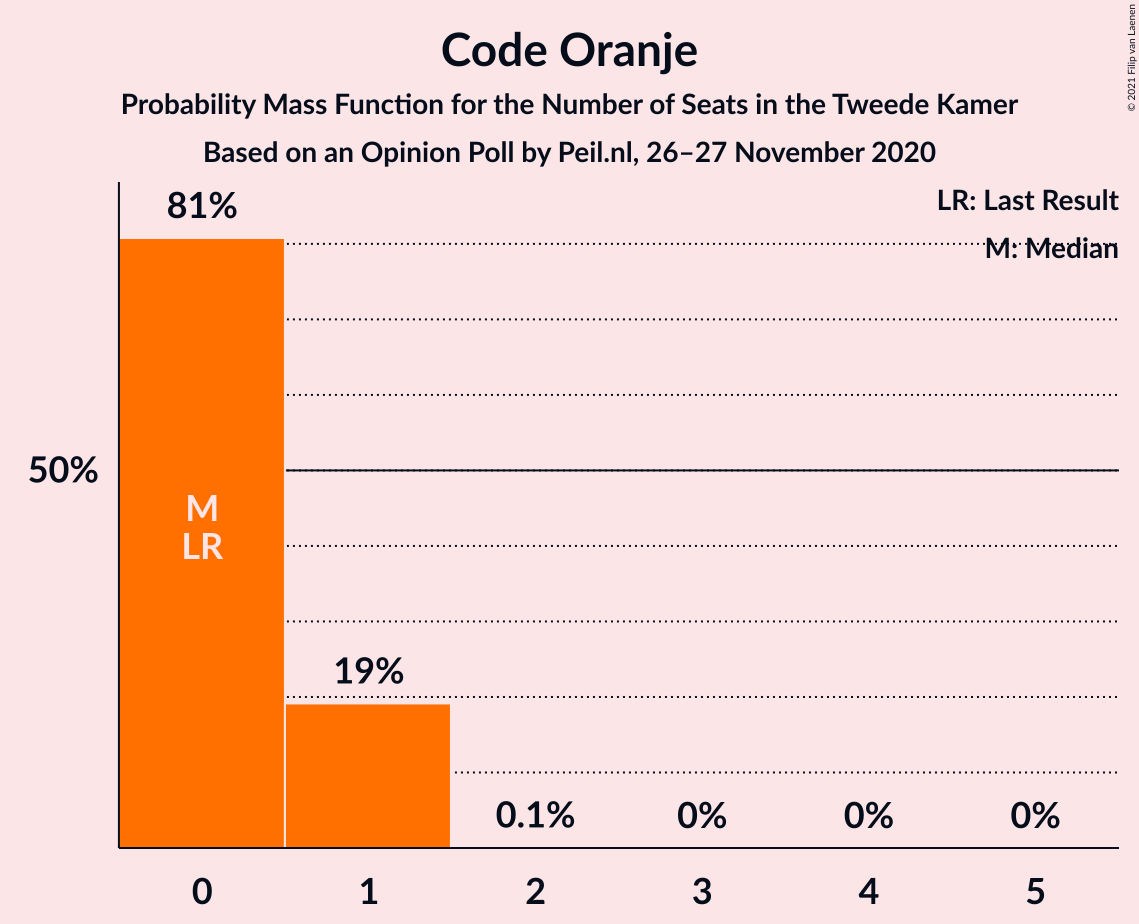 Code Oranje
Probability Mass Function for the Number of Seats in the Tweede Kamer
Based on an Opinion Poll by Peil.nl, 26–27 November 2020
© 2021 Filip van Laenen
LR: Last Result
M: Median
81%
50%
M
LR
19%
0.1%
0%
0%
0%
0
1
2
3
4
5